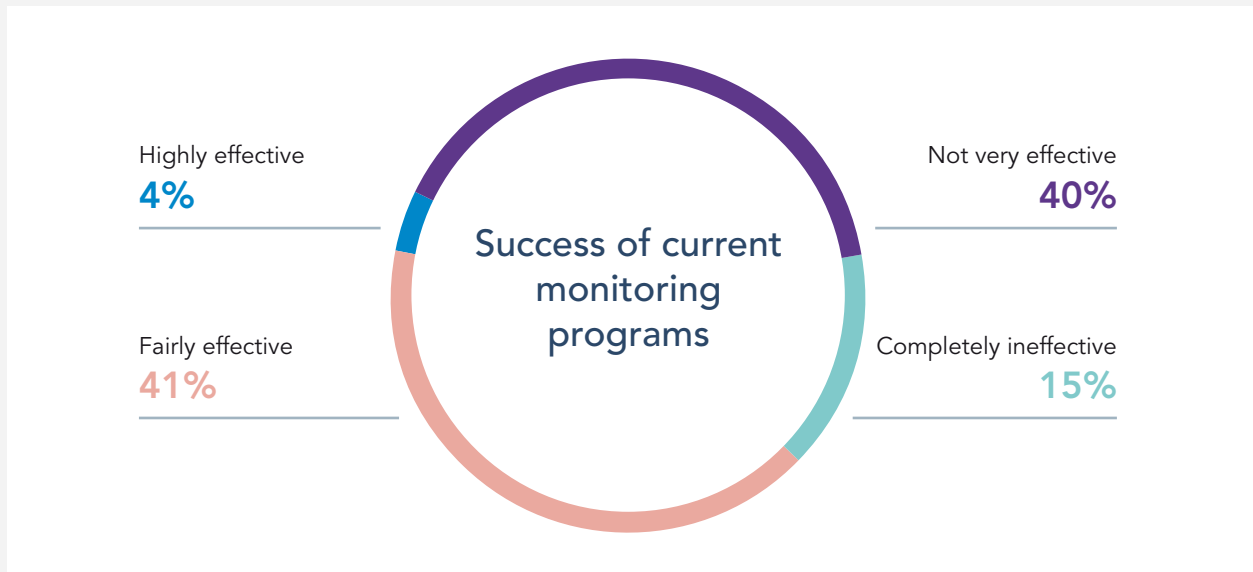 Highly effective
4%
Not very effective
40%
Success of current
monitoring
programs
Fairly effective
41%
Completely ineffective
15%